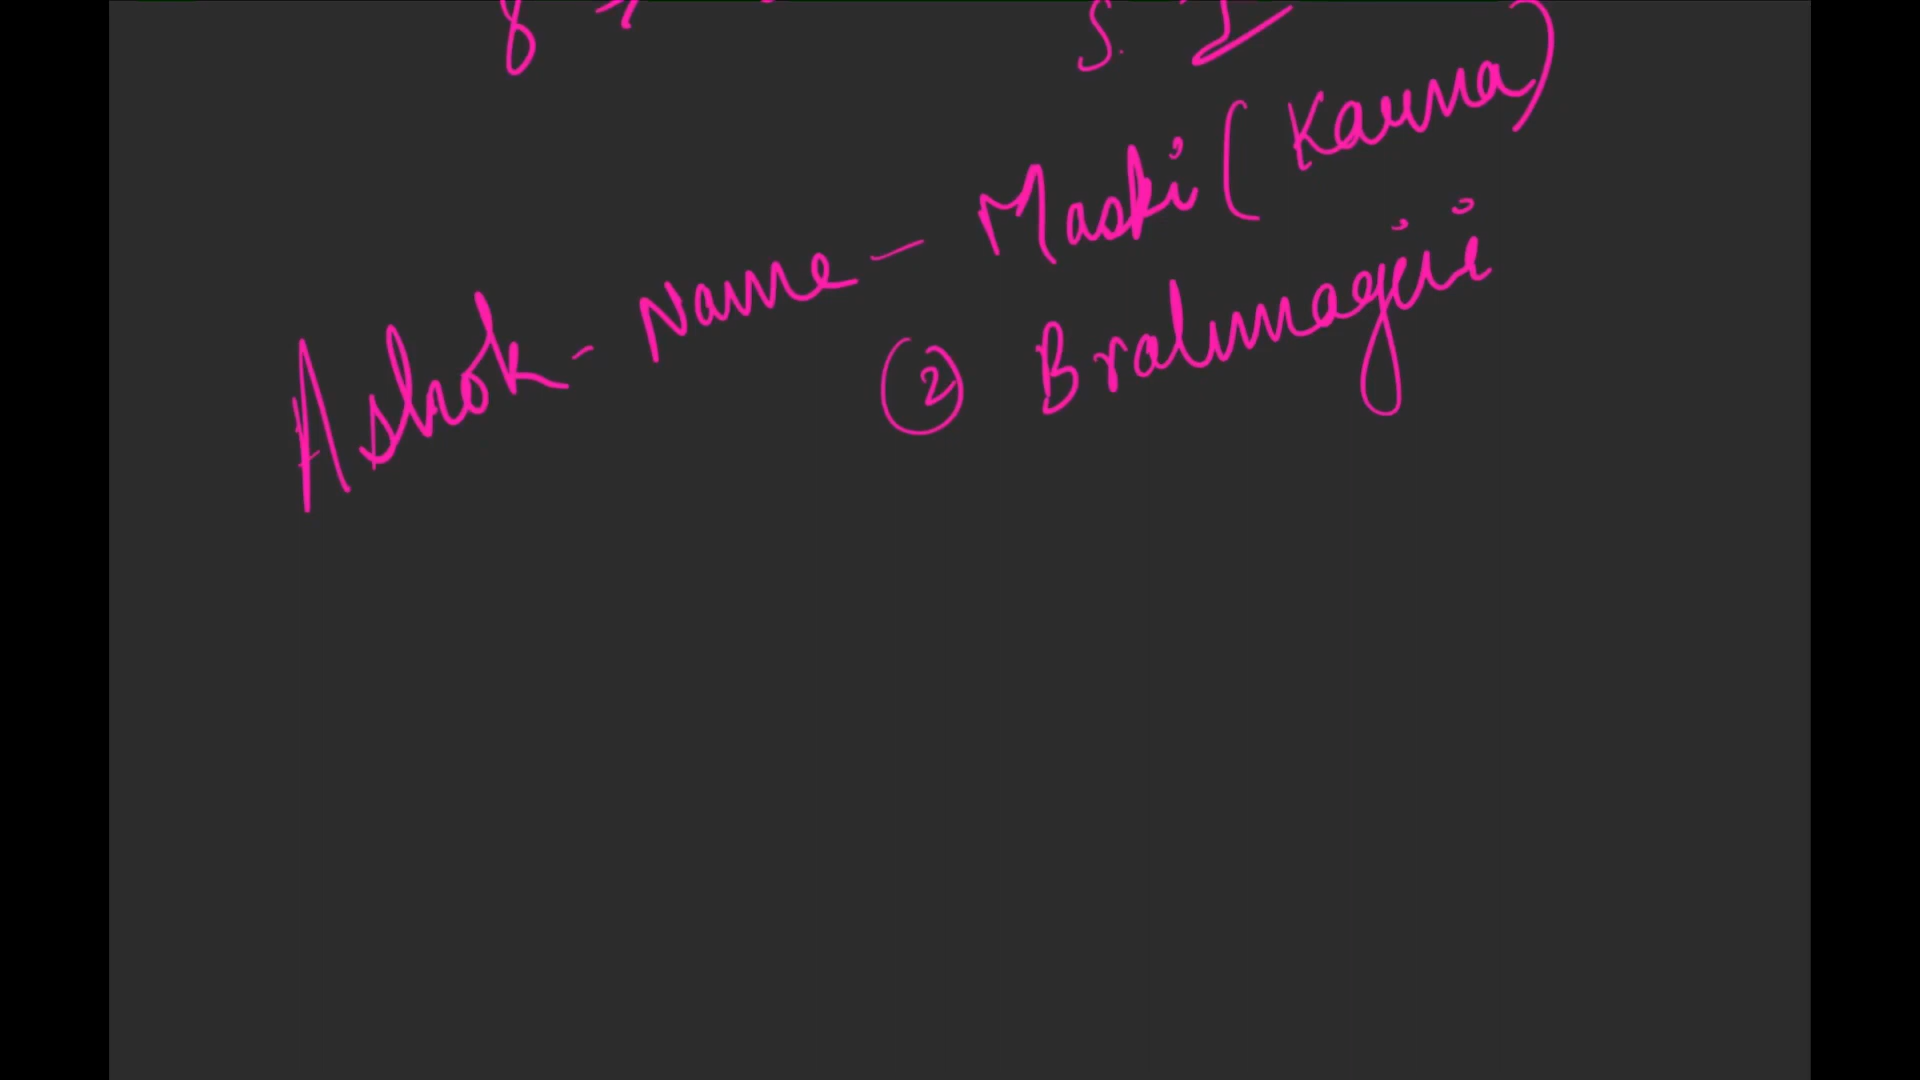 S.
Ashok - Name - Maski (Karna)
② Brahmagiri